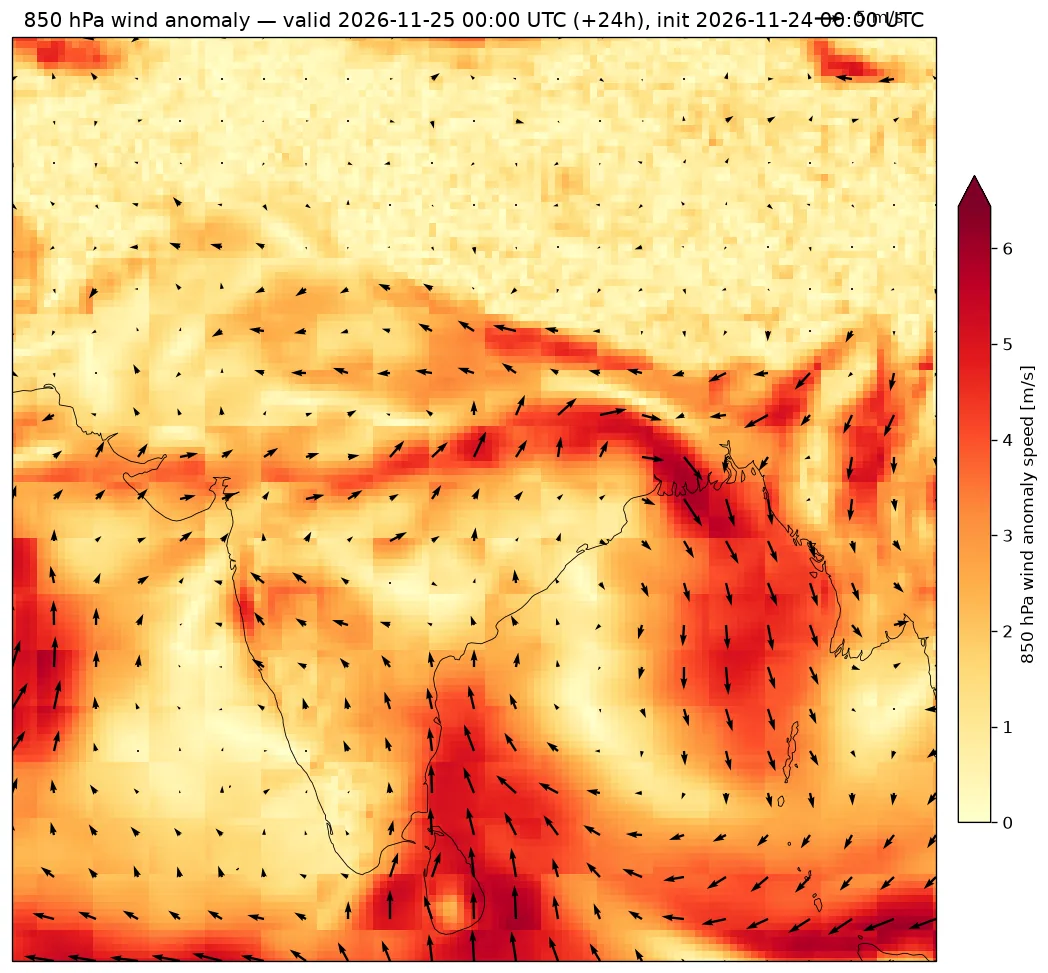 850 hPa wind anomaly — valid 2026-11-25 00:00 UTC (+24h), init 2026-11-24 00:00 UTC
5 m/s
6
5
4
3
2
1
0
850 hPa wind anomaly speed [m/s]